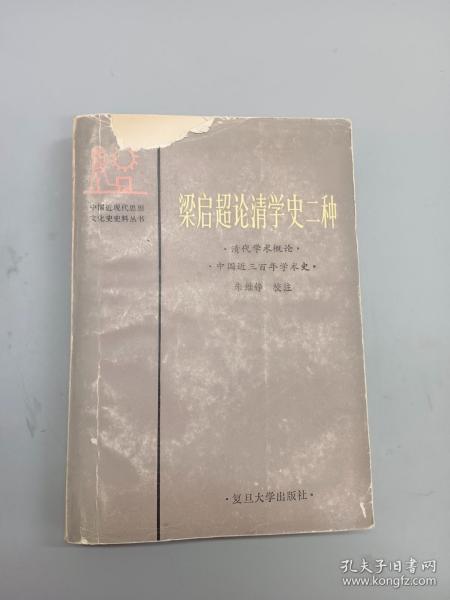 中国近现代思想
文化史史料丛书
梁启超论清学史二种
·清代学术概论·
·中国近三百年学术史·
朱维铮 校注
·复旦大学出版社·
孔夫子旧书网
www.kongfz.com